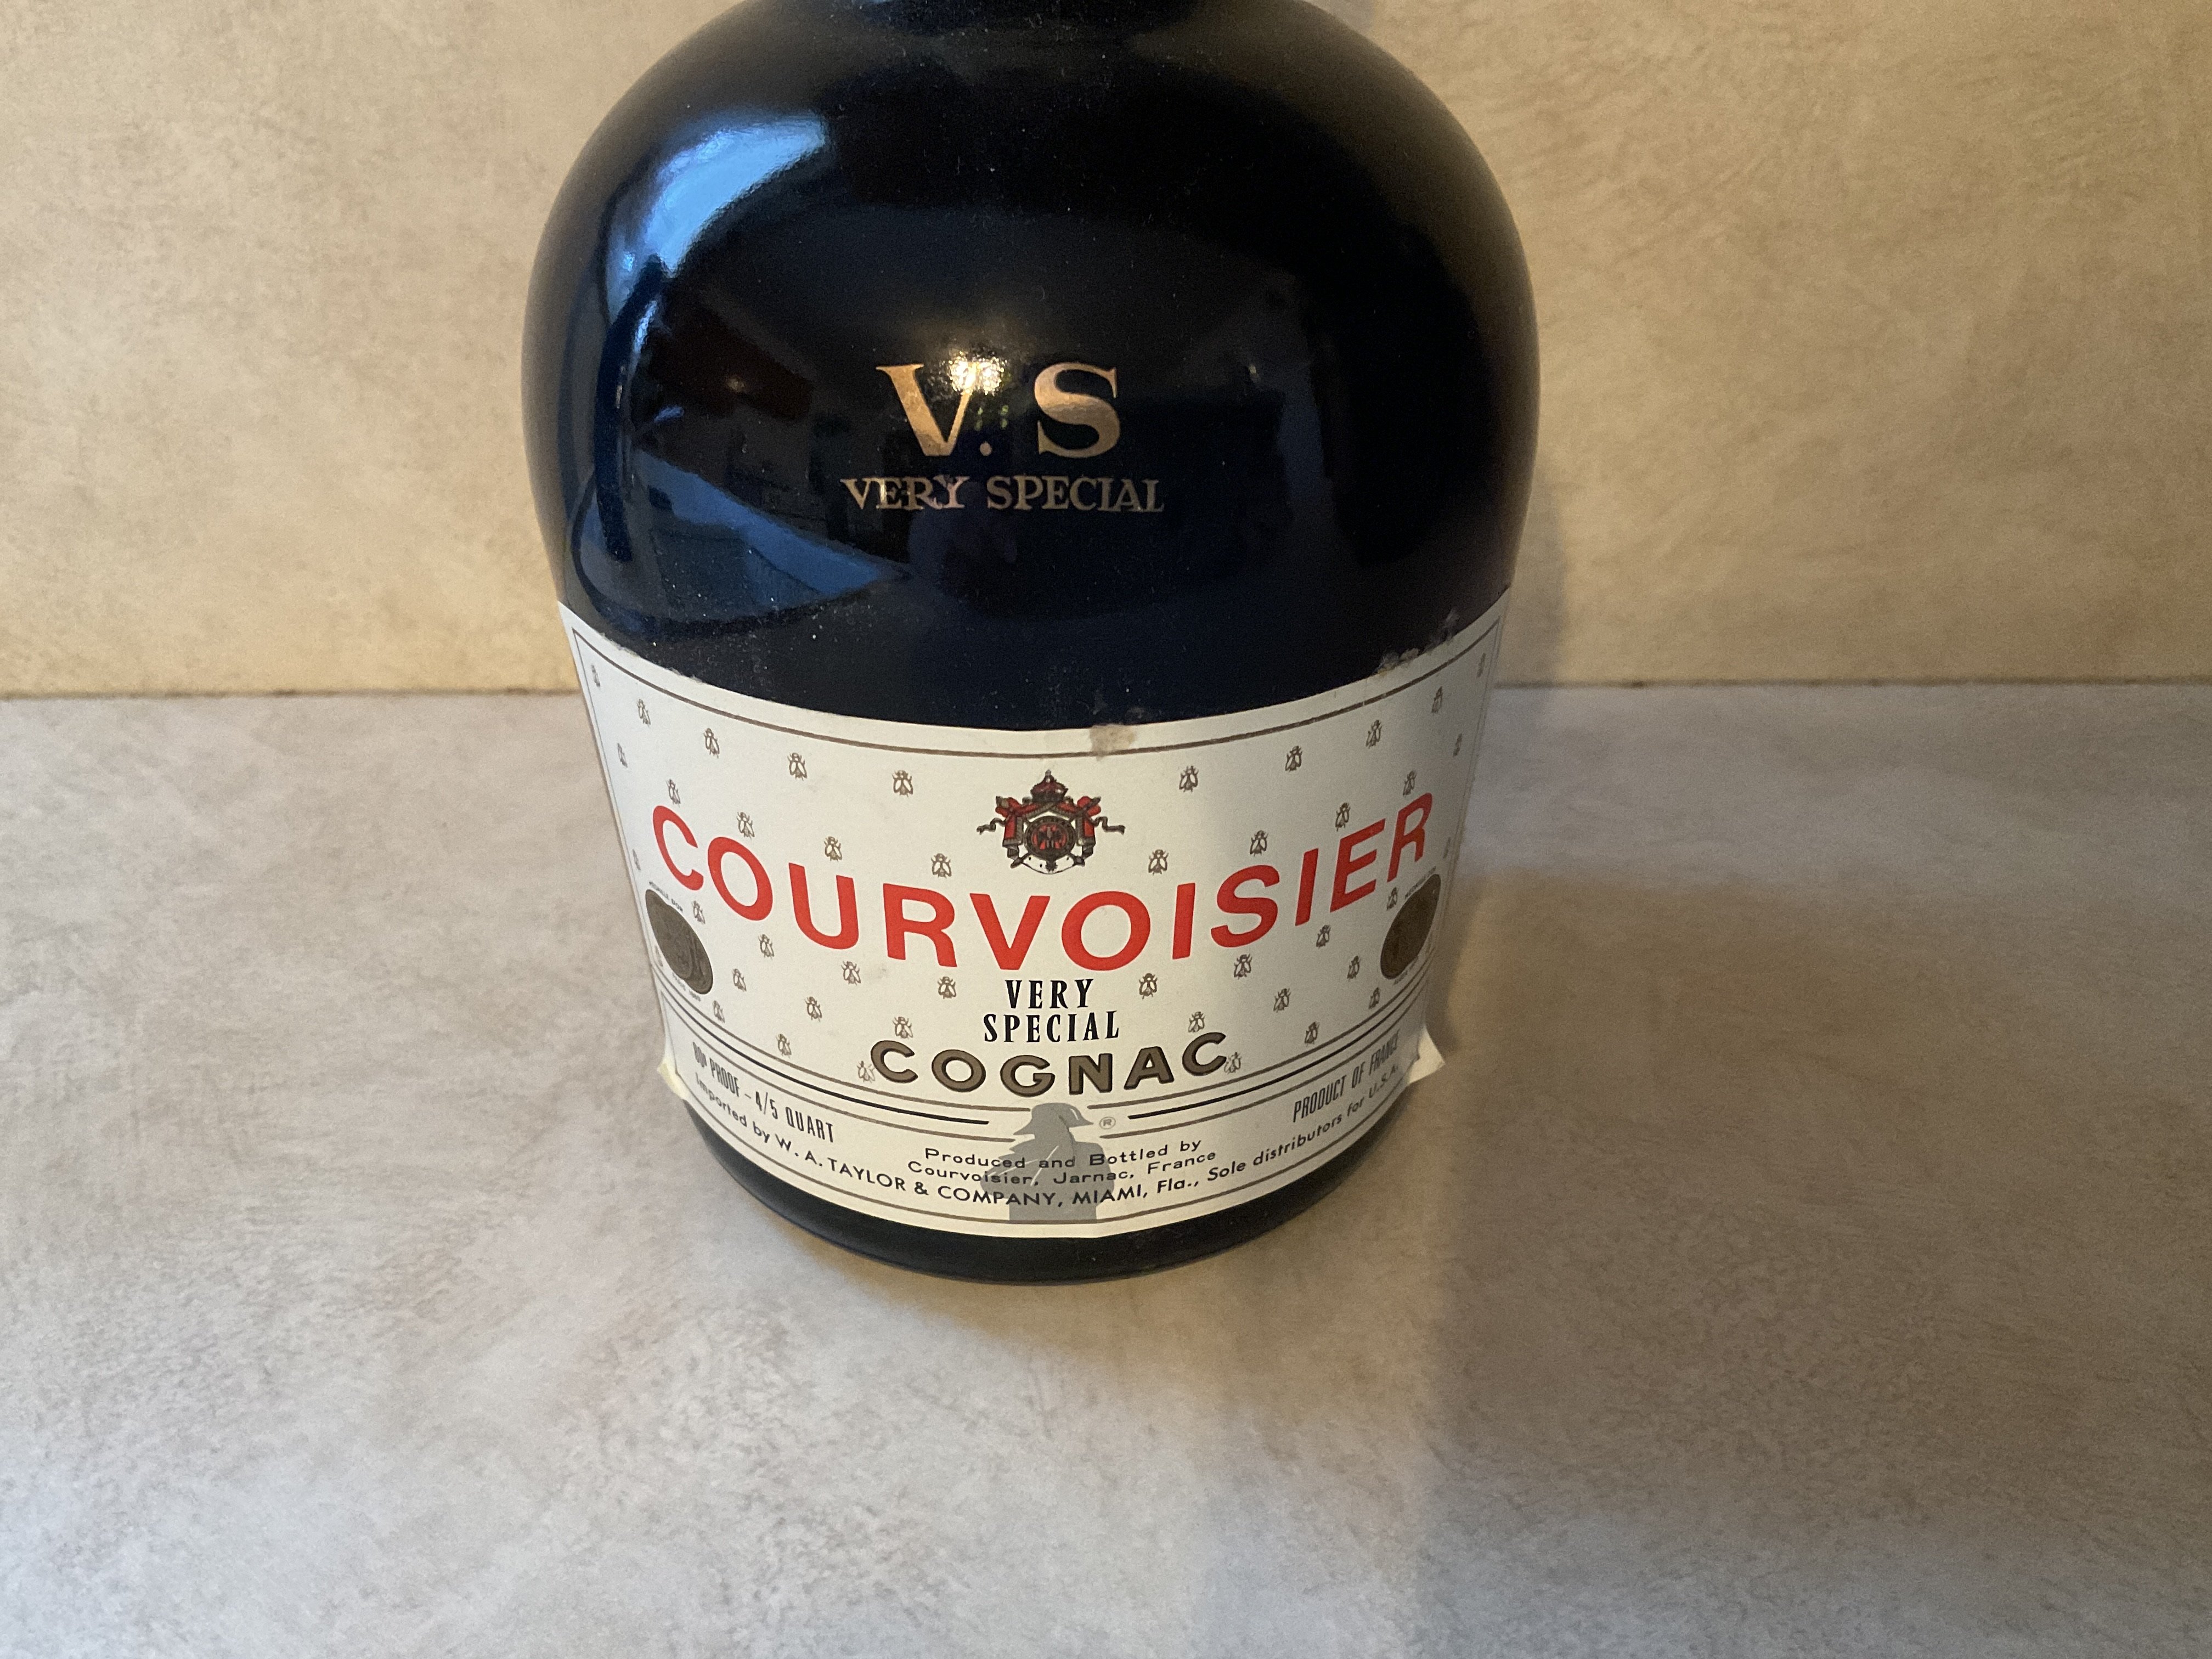 V.S
VERY SPECIAL
COURVOISIER
VERY
SPECIAL
COGNAC
80º PROOF - 4/5 QUART
PRODUCT OF FRANCE
®
Produced and Bottled by
Courvoisier, Jarnac, France
Imported by W. A. TAYLOR & COMPANY, MIAMI, Fla., Sole distributors for U.S.A.